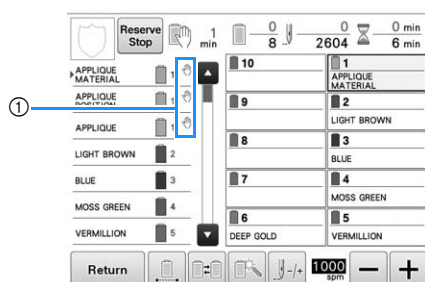 Reserve
Stop
1
min
0
8
0
2604
0 min
6 min
APPLIQUE
MATERIAL
1
APPLIQUE
POSITION
1
APPLIQUE
1
LIGHT BROWN
2
BLUE
3
MOSS GREEN
4
VERMILLION
5
①
10
1
APPLIQUE
MATERIAL
9
2
LIGHT BROWN
8
3
BLUE
7
4
MOSS GREEN
6
DEEP GOLD
5
VERMILLION
Return
-/+
1000
spm